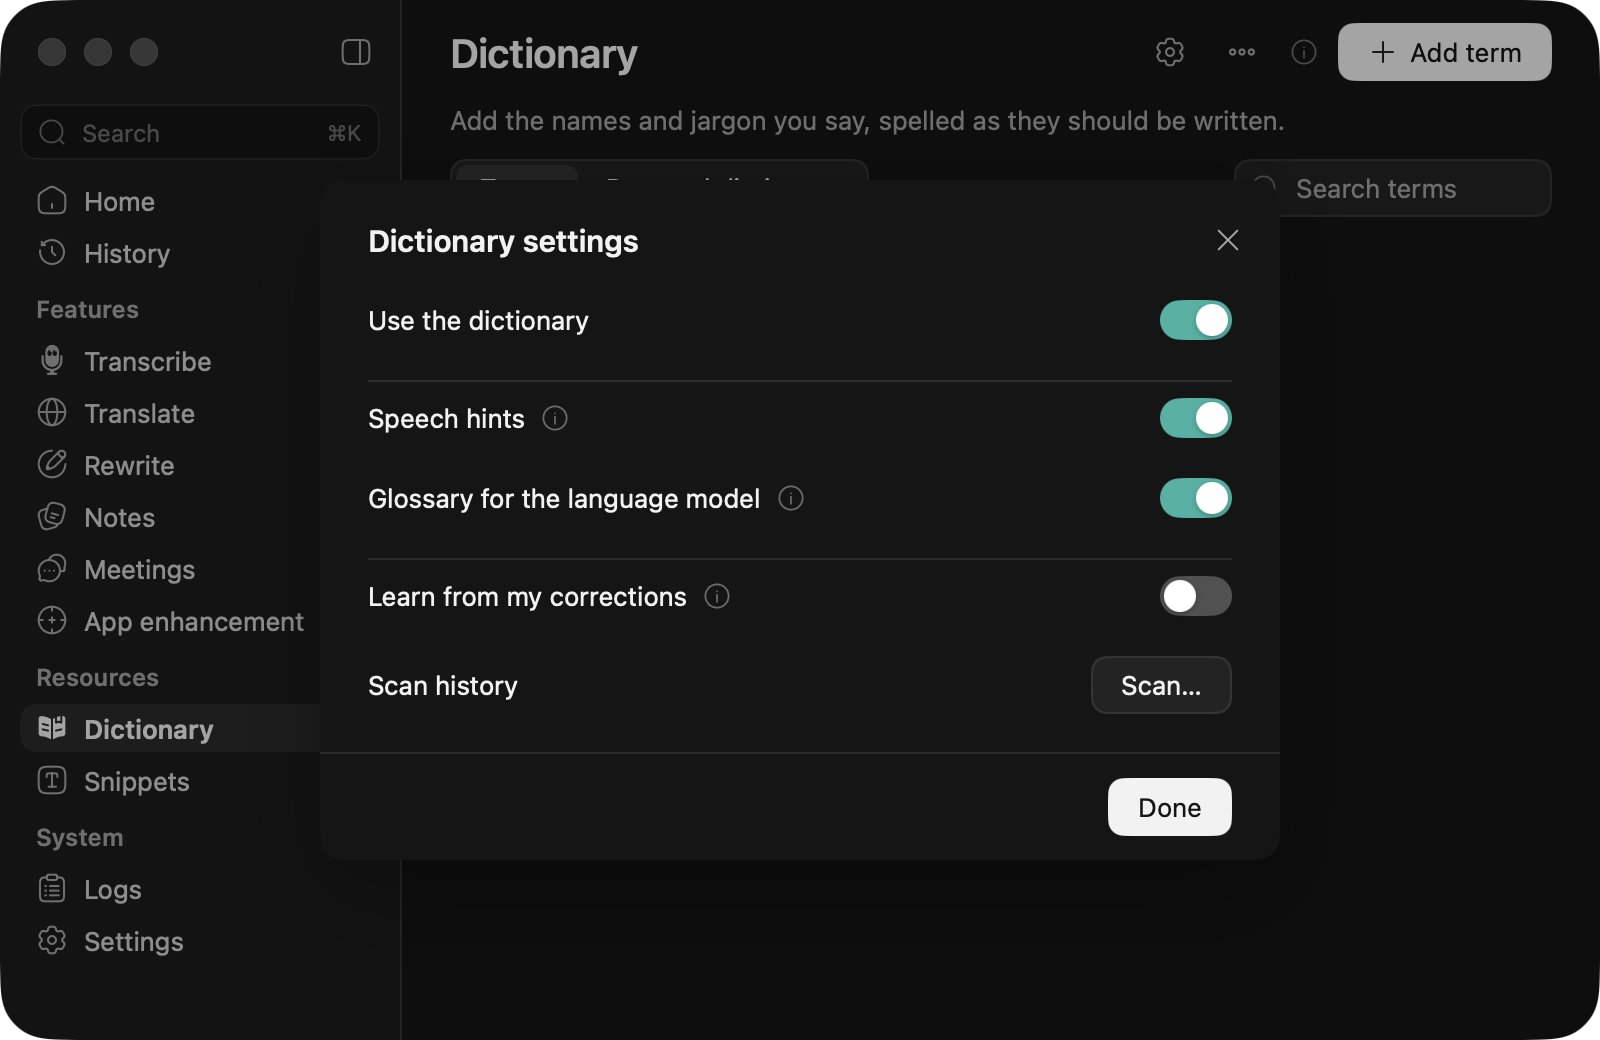 Search ⌘K
Home
History
Features
Transcribe
Translate
Rewrite
Notes
Meetings
App enhancement
Resources
Dictionary
Snippets
System
Logs
Settings
Dictionary
Add term
Add the names and jargon you say, spelled as they should be written.
Search terms
Dictionary settings
Use the dictionary
Speech hints
Glossary for the language model
Learn from my corrections
Scan history
Scan...
Done